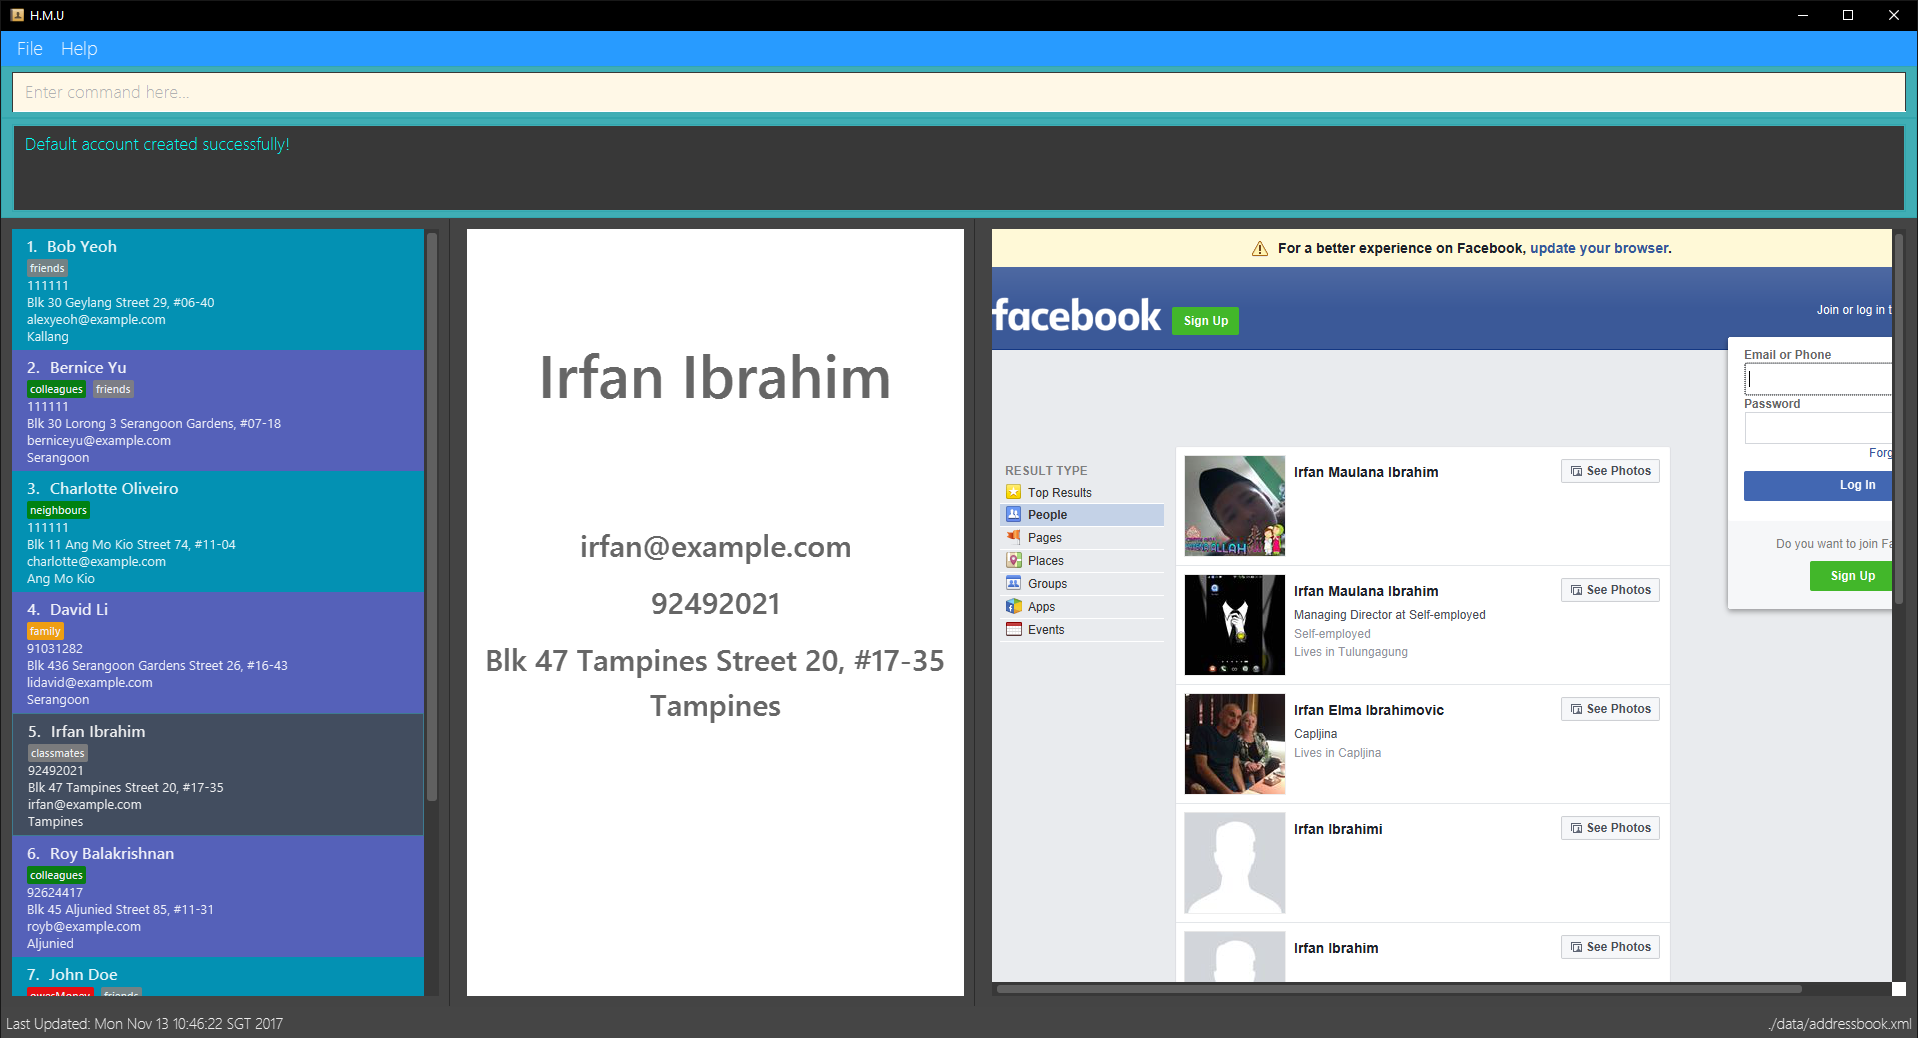 H.M.U
File Help
Enter command here...
Default account created successfully!
1. Bob Yeoh
friends
111111
Blk 30 Geylang Street 29, #06-40
alexyeoh@example.com
Kallang
2. Bernice Yu
colleagues friends
111111
Blk 30 Lorong 3 Serangoon Gardens, #07-18
berniceyu@example.com
Serangoon
3. Charlotte Oliveiro
neighbours
111111
Blk 11 Ang Mo Kio Street 74, #11-04
charlotte@example.com
Ang Mo Kio
4. David Li
family
91031282
Blk 436 Serangoon Gardens Street 26, #16-43
lidavid@example.com
Serangoon
5. Irfan Ibrahim
classmates
92492021
Blk 47 Tampines Street 20, #17-35
irfan@example.com
Tampines
6. Roy Balakrishnan
colleagues
92624417
Blk 45 Aljunied Street 85, #11-31
royb@example.com
Aljunied
7. John Doe
owesMoney friends
Irfan Ibrahim
irfan@example.com
92492021
Blk 47 Tampines Street 20, #17-35
Tampines
For a better experience on Facebook, update your browser.
facebook
Sign Up
Join or log in t
Email or Phone
Password
Forg
Log In
Do you want to join Fa
Sign Up
RESULT TYPE
Top Results
People
Pages
Places
Groups
Apps
Events
Irfan Maulana Ibrahim
See Photos
Irfan Maulana Ibrahim
See Photos
Managing Director at Self-employed
Self-employed
Lives in Tulungagung
Irfan Elma Ibrahimovic
See Photos
Capljina
Lives in Capljina
Irfan Ibrahimi
See Photos
Irfan Ibrahim
See Photos
Last Updated: Mon Nov 13 10:46:22 SGT 2017
./data/addressbook.xml